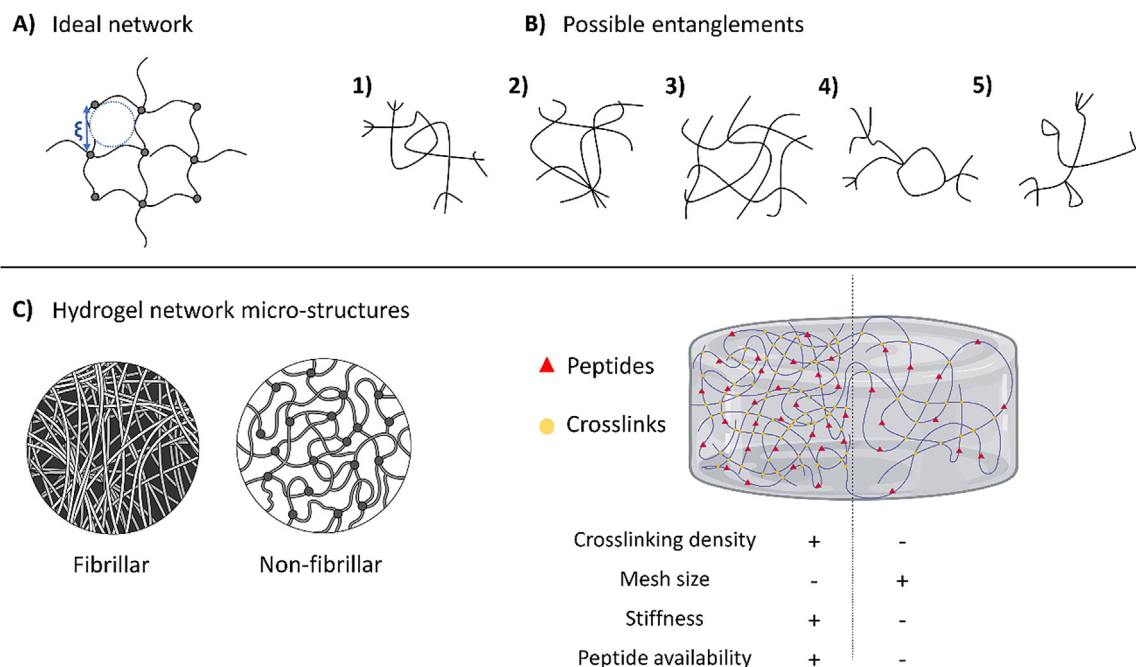 A) Ideal network
B) Possible entanglements
1)
2)
3)
4)
5)
ξ
C) Hydrogel network micro-structures
Peptides
Crosslinks
Fibrillar
Non-fibrillar
Crosslinking density + -
Mesh size - +
Stiffness + -
Peptide availability + -